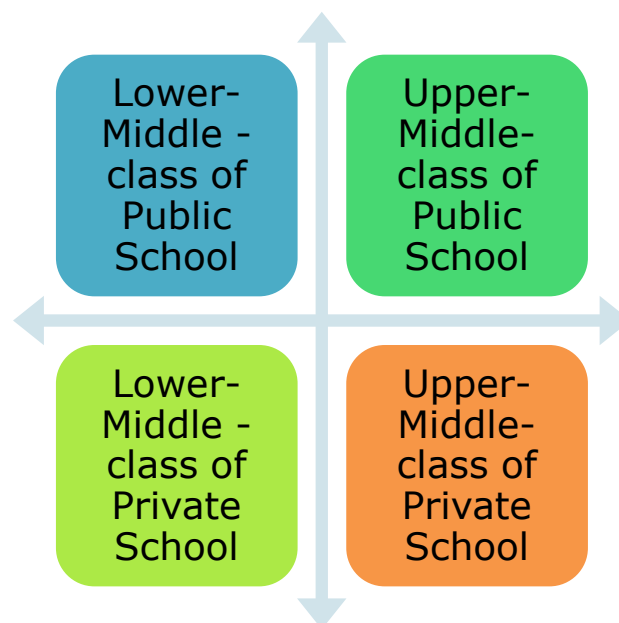 Lower-
Middle -
class of
Public
School
Upper-
Middle-
class of
Public
School
Lower-
Middle -
class of
Private
School
Upper-
Middle-
class of
Private
School